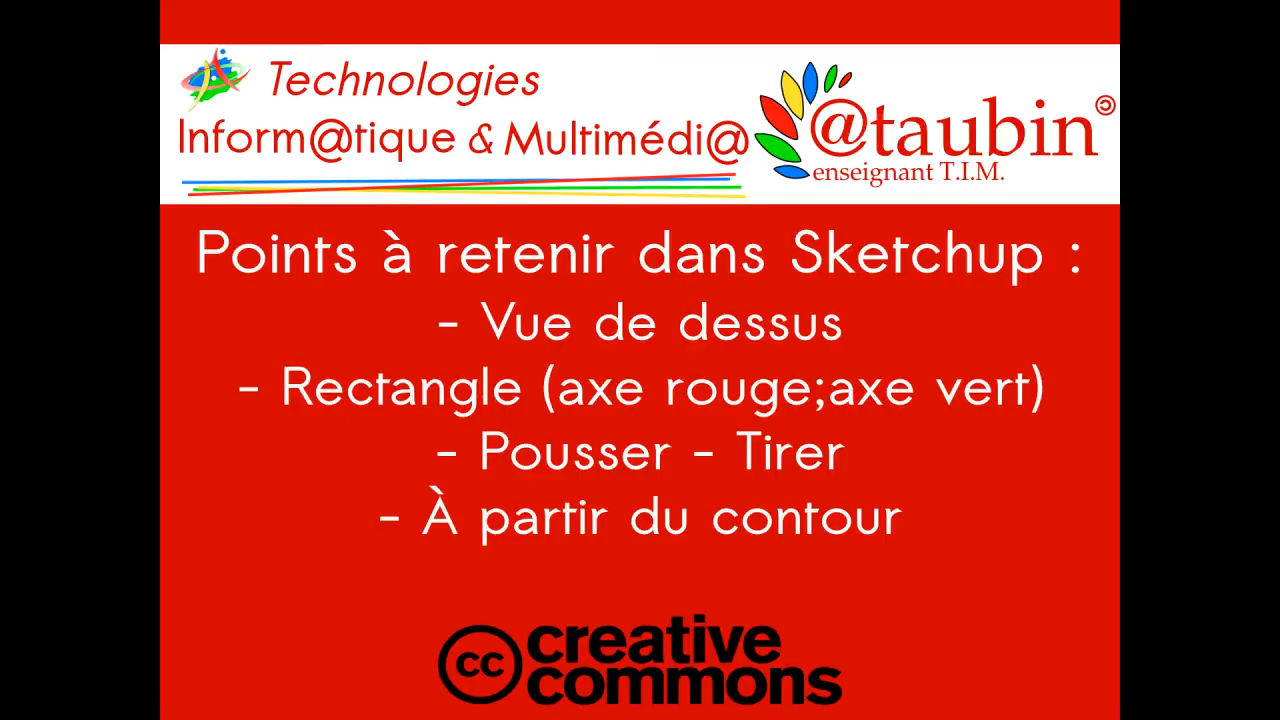 Technologies
Inform@tique & Multimédi@
@taubin
enseignant T.I.M.
Points à retenir dans Sketchup :
- Vue de dessus
- Rectangle (axe rouge;axe vert)
- Pousser - Tirer
- À partir du contour
cc creative
commons